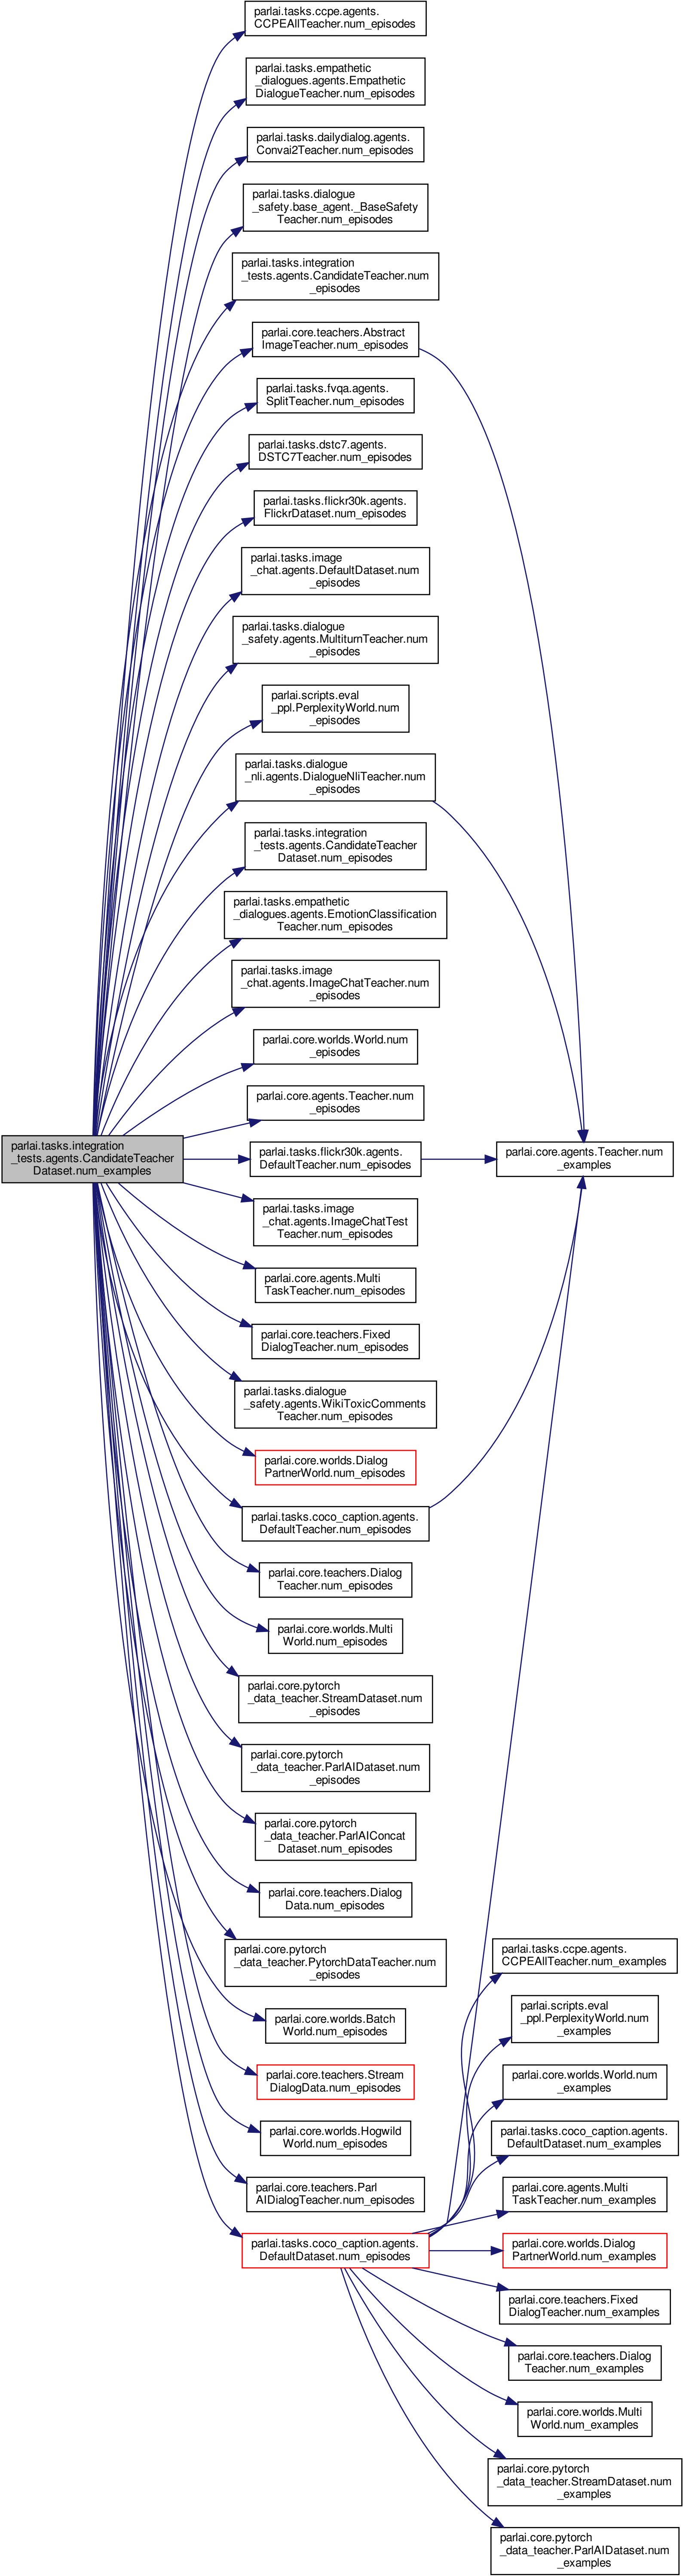 parlai.tasks.ccpe.agents.
CCPEAllTeacher.num_episodes
parlai.tasks.empathetic
_dialogues.agents.Empathetic
DialogueTeacher.num_episodes
parlai.tasks.dailydialog.agents.
Convai2Teacher.num_episodes
parlai.tasks.dialogue
_safety.base_agent._BaseSafety
Teacher.num_episodes
parlai.tasks.integration
_tests.agents.CandidateTeacher.num
_episodes
parlai.core.teachers.Abstract
ImageTeacher.num_episodes
parlai.tasks.fvqa.agents.
SplitTeacher.num_episodes
parlai.tasks.dstc7.agents.
DSTC7Teacher.num_episodes
parlai.tasks.flickr30k.agents.
FlickrDataset.num_episodes
parlai.tasks.image
_chat.agents.DefaultDataset.num
_episodes
parlai.tasks.dialogue
_safety.agents.MultiturnTeacher.num
_episodes
parlai.scripts.eval
_ppl.PerplexityWorld.num
_episodes
parlai.tasks.dialogue
_nli.agents.DialogueNliTeacher.num
_episodes
parlai.tasks.integration
_tests.agents.CandidateTeacher
Dataset.num_episodes
parlai.tasks.empathetic
_dialogues.agents.EmotionClassification
Teacher.num_episodes
parlai.tasks.image
_chat.agents.ImageChatTeacher.num
_episodes
parlai.core.worlds.World.num
_episodes
parlai.core.agents.Teacher.num
_episodes
parlai.tasks.integration
_tests.agents.CandidateTeacher
Dataset.num_examples
parlai.tasks.flickr30k.agents.
DefaultTeacher.num_episodes
parlai.core.agents.Teacher.num
_examples
parlai.tasks.image
_chat.agents.ImageChatTest
Teacher.num_episodes
parlai.core.agents.Multi
TaskTeacher.num_episodes
parlai.core.teachers.Fixed
DialogTeacher.num_episodes
parlai.tasks.dialogue
_safety.agents.WikiToxicComments
Teacher.num_episodes
parlai.core.worlds.Dialog
PartnerWorld.num_episodes
parlai.tasks.coco_caption.agents.
DefaultTeacher.num_episodes
parlai.core.teachers.Dialog
Teacher.num_episodes
parlai.core.worlds.Multi
World.num_episodes
parlai.core.pytorch
_data_teacher.StreamDataset.num
_episodes
parlai.core.pytorch
_data_teacher.ParlAIDataset.num
_episodes
parlai.core.pytorch
_data_teacher.ParlAIConcat
Dataset.num_episodes
parlai.core.teachers.Dialog
Data.num_episodes
parlai.core.pytorch
_data_teacher.PytorchDataTeacher.num
_episodes
parlai.core.worlds.Batch
World.num_episodes
parlai.core.teachers.Stream
DialogData.num_episodes
parlai.core.worlds.Hogwild
World.num_episodes
parlai.core.teachers.Parl
AIDialogTeacher.num_episodes
parlai.tasks.coco_caption.agents.
DefaultDataset.num_episodes
parlai.tasks.ccpe.agents.
CCPEAllTeacher.num_examples
parlai.scripts.eval
_ppl.PerplexityWorld.num
_examples
parlai.core.worlds.World.num
_examples
parlai.tasks.coco_caption.agents.
DefaultDataset.num_examples
parlai.core.agents.Multi
TaskTeacher.num_examples
parlai.core.worlds.Dialog
PartnerWorld.num_examples
parlai.core.teachers.Fixed
DialogTeacher.num_examples
parlai.core.teachers.Dialog
Teacher.num_examples
parlai.core.worlds.Multi
World.num_examples
parlai.core.pytorch
_data_teacher.StreamDataset.num
_examples
parlai.core.pytorch
_data_teacher.ParlAIDataset.num
_examples